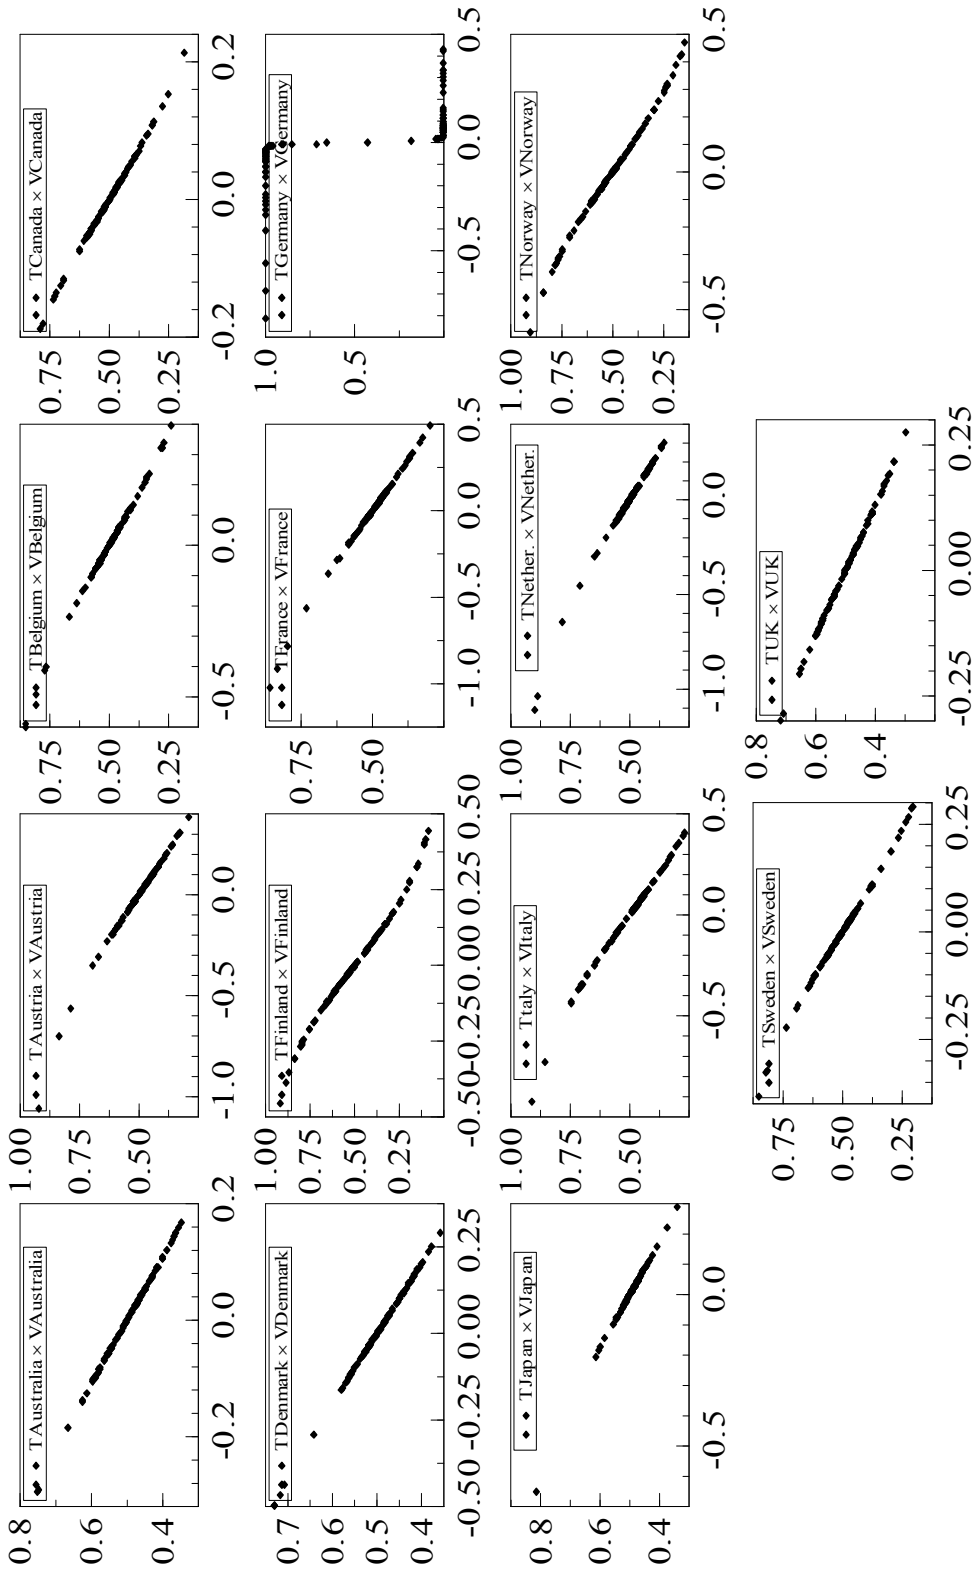 0.8
TAustralia × VAustralia
0.6
0.4
-0.2 0.0 0.2
1.00
TAustria × VAustria
0.50
-1.0 -0.5 0.0
TBelgium × VBelgium
0.75
0.50
0.25
-0.5 0.0
TCanada × VCanada
0.75
0.50
0.25
-0.2 0.0 0.2
TDenmark × VDenmark
0.7
0.6
0.5
0.4
-0.50 -0.25 0.00 0.25
1.00
TFinland × VFinland
0.75
0.50
0.25
-0.50 -0.25 0.00 0.25 0.50
TFrance × VFrance
0.75
0.50
-1.0 -0.5 0.0 0.5
1.0
TGermany × VGermany
0.5
-0.5 0.0 0.5
TJapan × VJapan
0.8
0.6
0.4
-0.5 0.0
1.00
Ttaly × VItaly
0.75
0.50
-0.5 0.0 0.5
1.00
TNether. × VNether.
0.75
0.50
-1.0 -0.5 0.0
1.00
TNorway × VNorway
0.75
0.50
0.25
-0.5 0.0 0.5
TSweden × VSweden
0.75
0.50
0.25
-0.25 0.00 0.25
0.8
TUK × VUK
0.6
0.4
-0.25 0.00 0.25